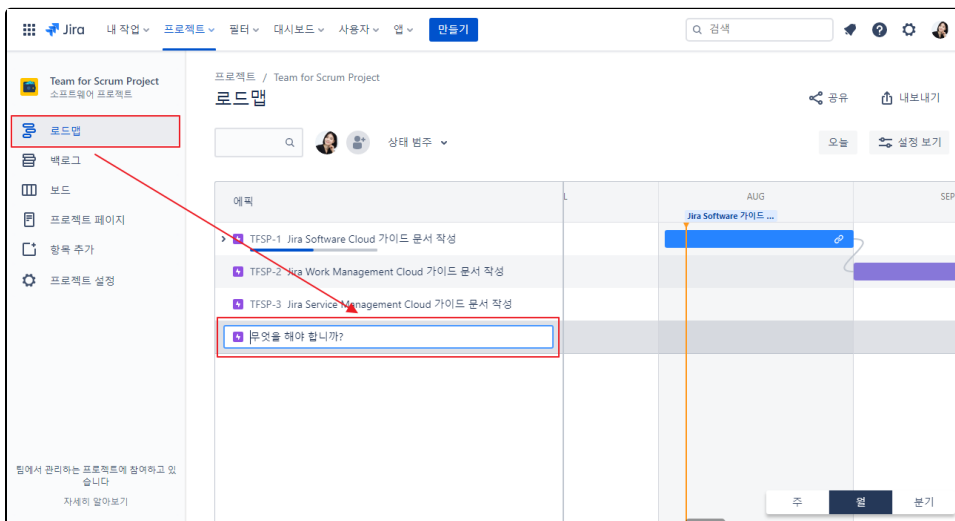 Jira 내 작업 프로젝트 필터 대시보드 사용자 앱 만들기 검색
Team for Scrum Project
소프트웨어 프로젝트
로드맵
백로그
보드
프로젝트 페이지
항목 추가
프로젝트 설정
팀에서 관리하는 프로젝트에 참여하고 있
습니다
자세히 알아보기
프로젝트 / Team for Scrum Project
로드맵
공유 내보내기
상태 범주 오늘 설정 보기
에픽 L AUG SEP
Jira Software 가이드 ...
TFSP-1 Jira Software Cloud 가이드 문서 작성
TFSP-2 Jira Work Management Cloud 가이드 문서 작성
TFSP-3 Jira Service Management Cloud 가이드 문서 작성
무엇을 해야 합니까?
주 월 분기